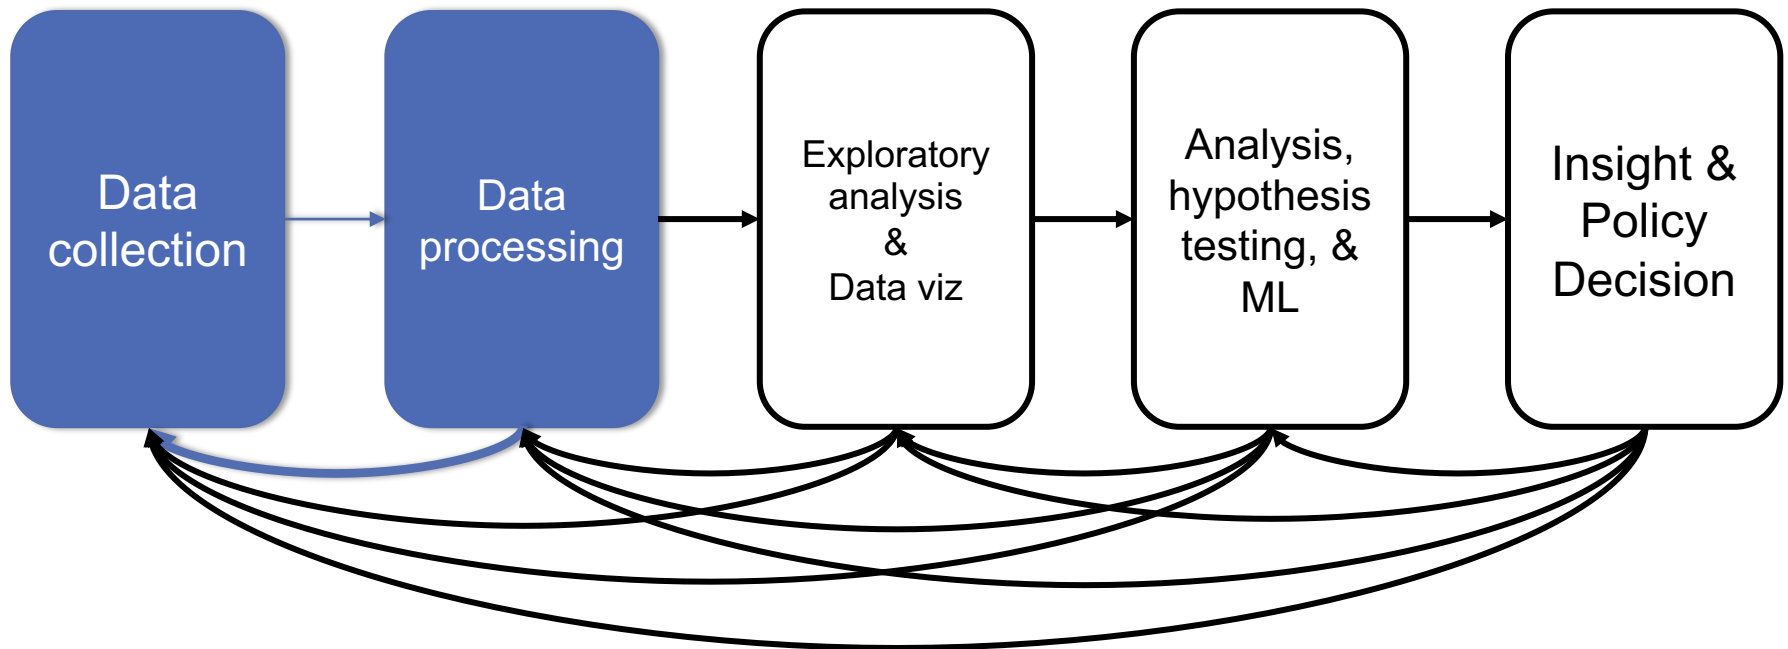 Data
collection
Data
processing
Exploratory
analysis
&
Data viz
Analysis,
hypothesis
testing, &
ML
Insight &
Policy
Decision